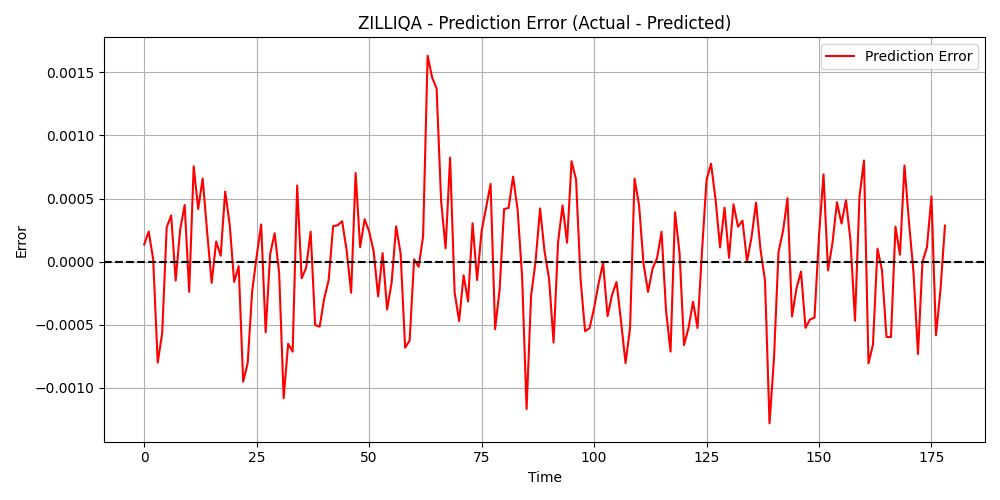 ZILLIQA - Prediction Error (Actual - Predicted)
Prediction Error
0.0015
0.0010
0.0005
0.0000
−0.0005
−0.0010
Error
0 25 50 75 100 125 150 175
Time